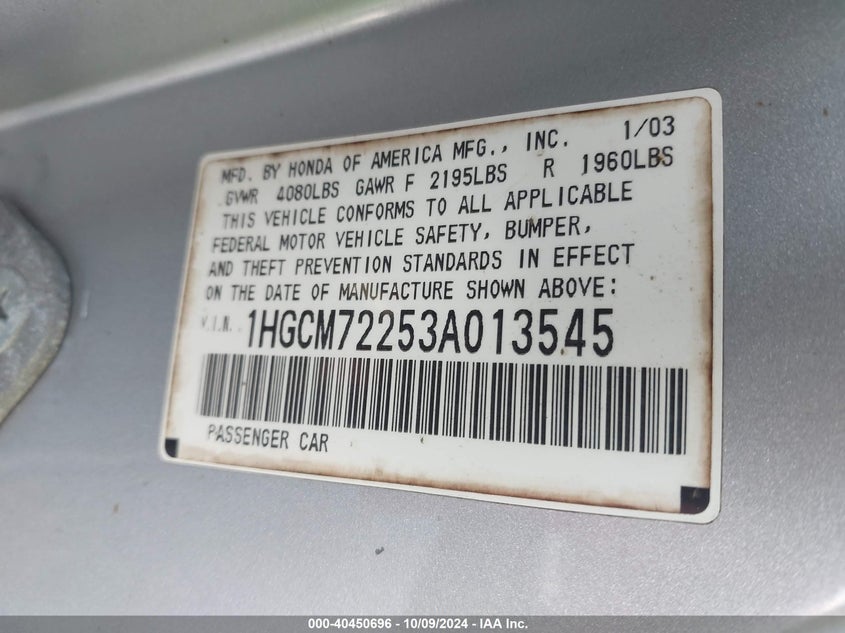 MFD. BY HONDA OF AMERICA MFG., INC. 1/03
GVWR 4080LBS GAWR F 2195LBS R 1960LBS
THIS VEHICLE CONFORMS TO ALL APPLICABLE
FEDERAL MOTOR VEHICLE SAFETY, BUMPER,
AND THEFT PREVENTION STANDARDS IN EFFECT
ON THE DATE OF MANUFACTURE SHOWN ABOVE:
V.I.N. 1HGCM72253A013545
PASSENGER CAR
000-40450696 - 10/09/2024 - IAA Inc.